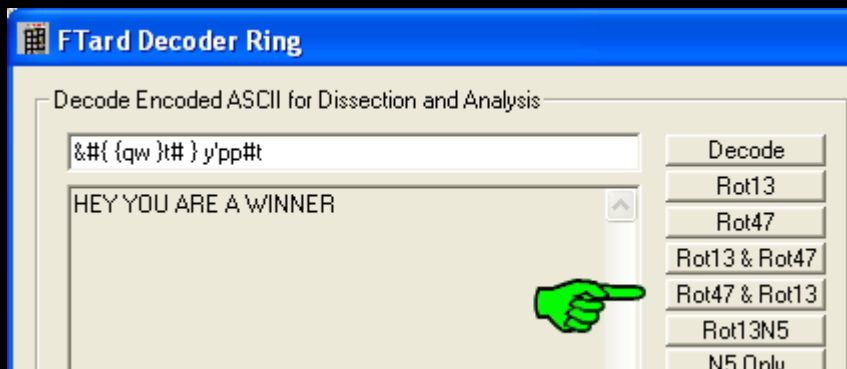 FTard Decoder Ring
Decode Encoded ASCII for Dissection and Analysis
&#{ {qw }t# } y'pp#t
Decode
HEY YOU ARE A WINNER
Rot13
Rot47
Rot13 & Rot47
Rot47 & Rot13
Rot13N5
N5 Only